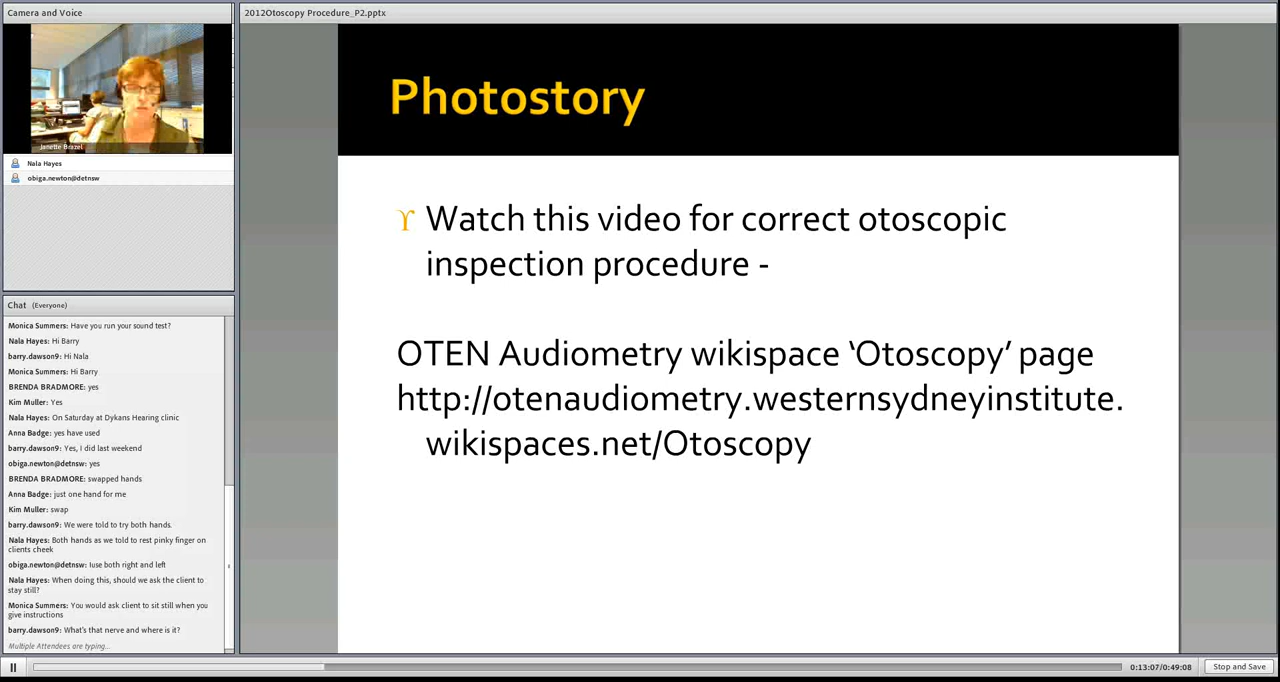 Camera and Voice
2012Otoscopy Procedure_P2.pptx
Janette Brazel
Nala Hayes
obiga.newton@detnsw
Photostory
Watch this video for correct otoscopic
inspection procedure -
OTEN Audiometry wikispace ‘Otoscopy’ page
http://otenaudiometry.westernsydneyinstitute.
wikispaces.net/Otoscopy
Chat (Everyone)
Monica Summers: Have you run your sound test?
Nala Hayes: Hi Barry
barry.dawson9: Hi Nala
Monica Summers: Hi Barry
BRENDA BRADMORE: yes
Kim Muller: Yes
Nala Hayes: On Saturday at Dykans Hearing clinic
Anna Badge: yes have used
barry.dawson9: Yes, I did last weekend
obiga.newton@detnsw: yes
BRENDA BRADMORE: swapped hands
Anna Badge: just one hand for me
Kim Muller: swap
barry.dawson9: We were told to try both hands.
Nala Hayes: Both hands as we told to rest pinky finger on
clients cheek
obiga.newton@detnsw: Iuse both right and left
Nala Hayes: When doing this, should we ask the client to
stay still?
Monica Summers: You would ask client to sit still when you
give instructions
barry.dawson9: What's that nerve and where is it?
Multiple Attendees are typing...
0:13:07/0:49:08
Stop and Save